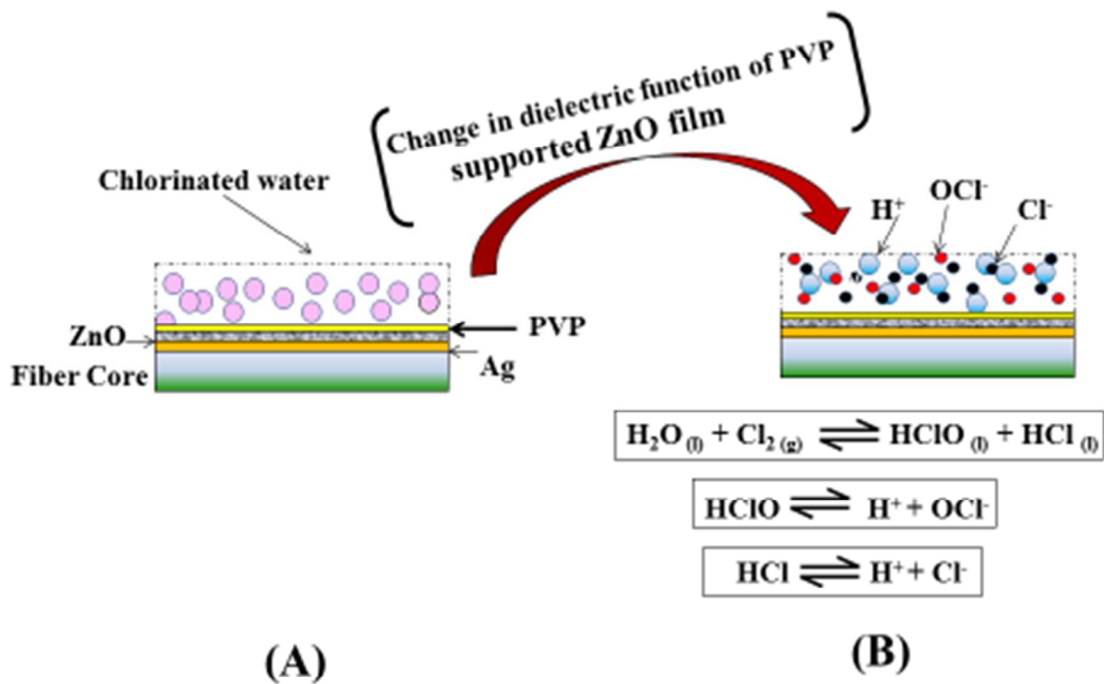 Change in dielectric function of PVP
supported ZnO film
Chlorinated water
H⁺
OCl⁻
Cl⁻
ZnO
PVP
Fiber Core
Ag
H₂O (l) + Cl₂ (g) ⇌ HClO (l) + HCl (l)
HClO ⇌ H⁺ + OCl⁻
HCl ⇌ H⁺ + Cl⁻
(A)
(B)